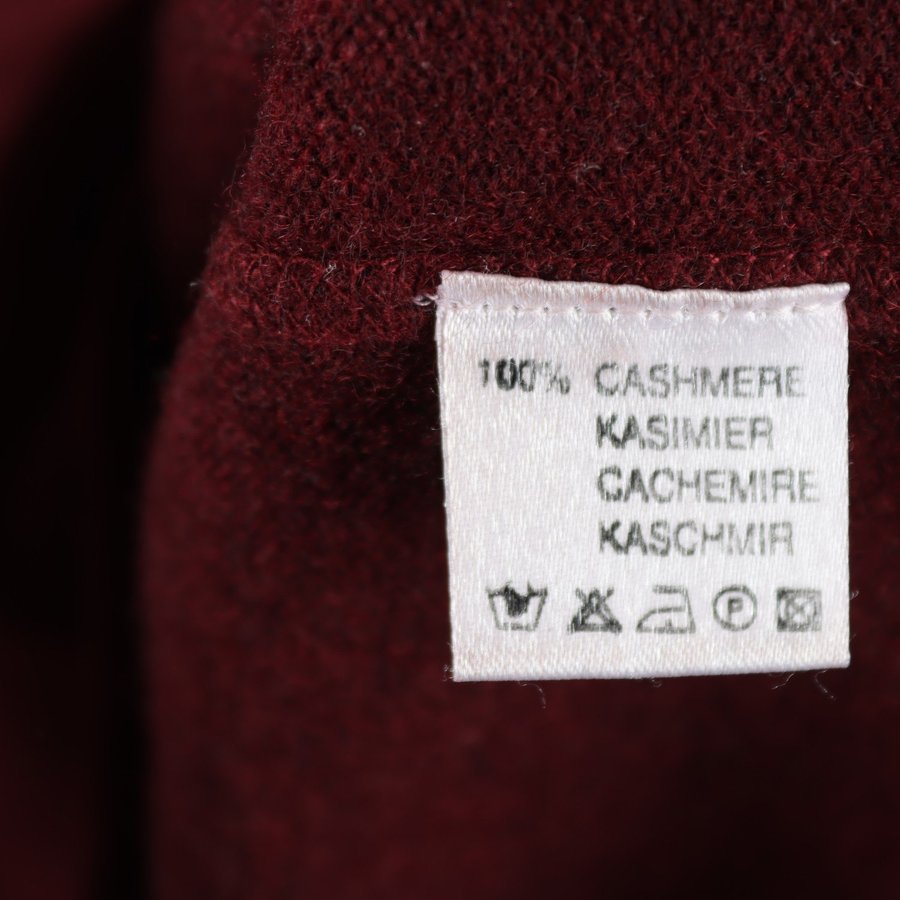 100% CASHMERE
KASIMIER
CACHEMIRE
KASCHMIR
P